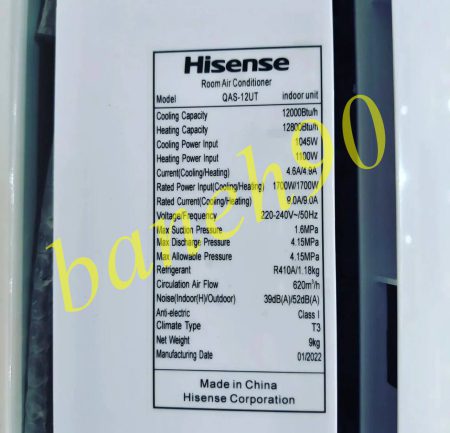 Hisense
Room Air Conditioner
Model QAS-12UT indoor unit
Cooling Capacity 12000Btu/h
Heating Capacity 12800Btu/h
Cooling Power Input 1045W
Heating Power Input 1100W
Current(Cooling/Heating) 4.6A/4.9A
Rated Power Input(Cooling/Heating) 1700W/1700W
Rated Current(Cooling/Heating) 9.0A/9.0A
Voltage/Frequency 220-240V~/50Hz
Max Suction Pressure 1.6MPa
Max Discharge Pressure 4.15MPa
Max Allowable Pressure 4.15MPa
Refrigerant R410A/1.18kg
Circulation Air Flow 620m³/h
Noise(Indoor(H)/Outdoor) 39dB(A)/52dB(A)
Anti-electric Class I
Climate Type T3
Net Weight 9kg
Manufacturing Date 01/2022
Made in China
Hisense Corporation
baneh90